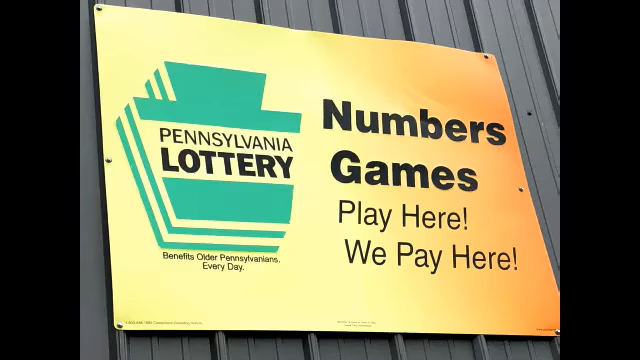 PENNSYLVANIA
LOTTERY
Benefits Older Pennsylvanians.
Every Day.
Numbers
Games
Play Here!
We Pay Here!